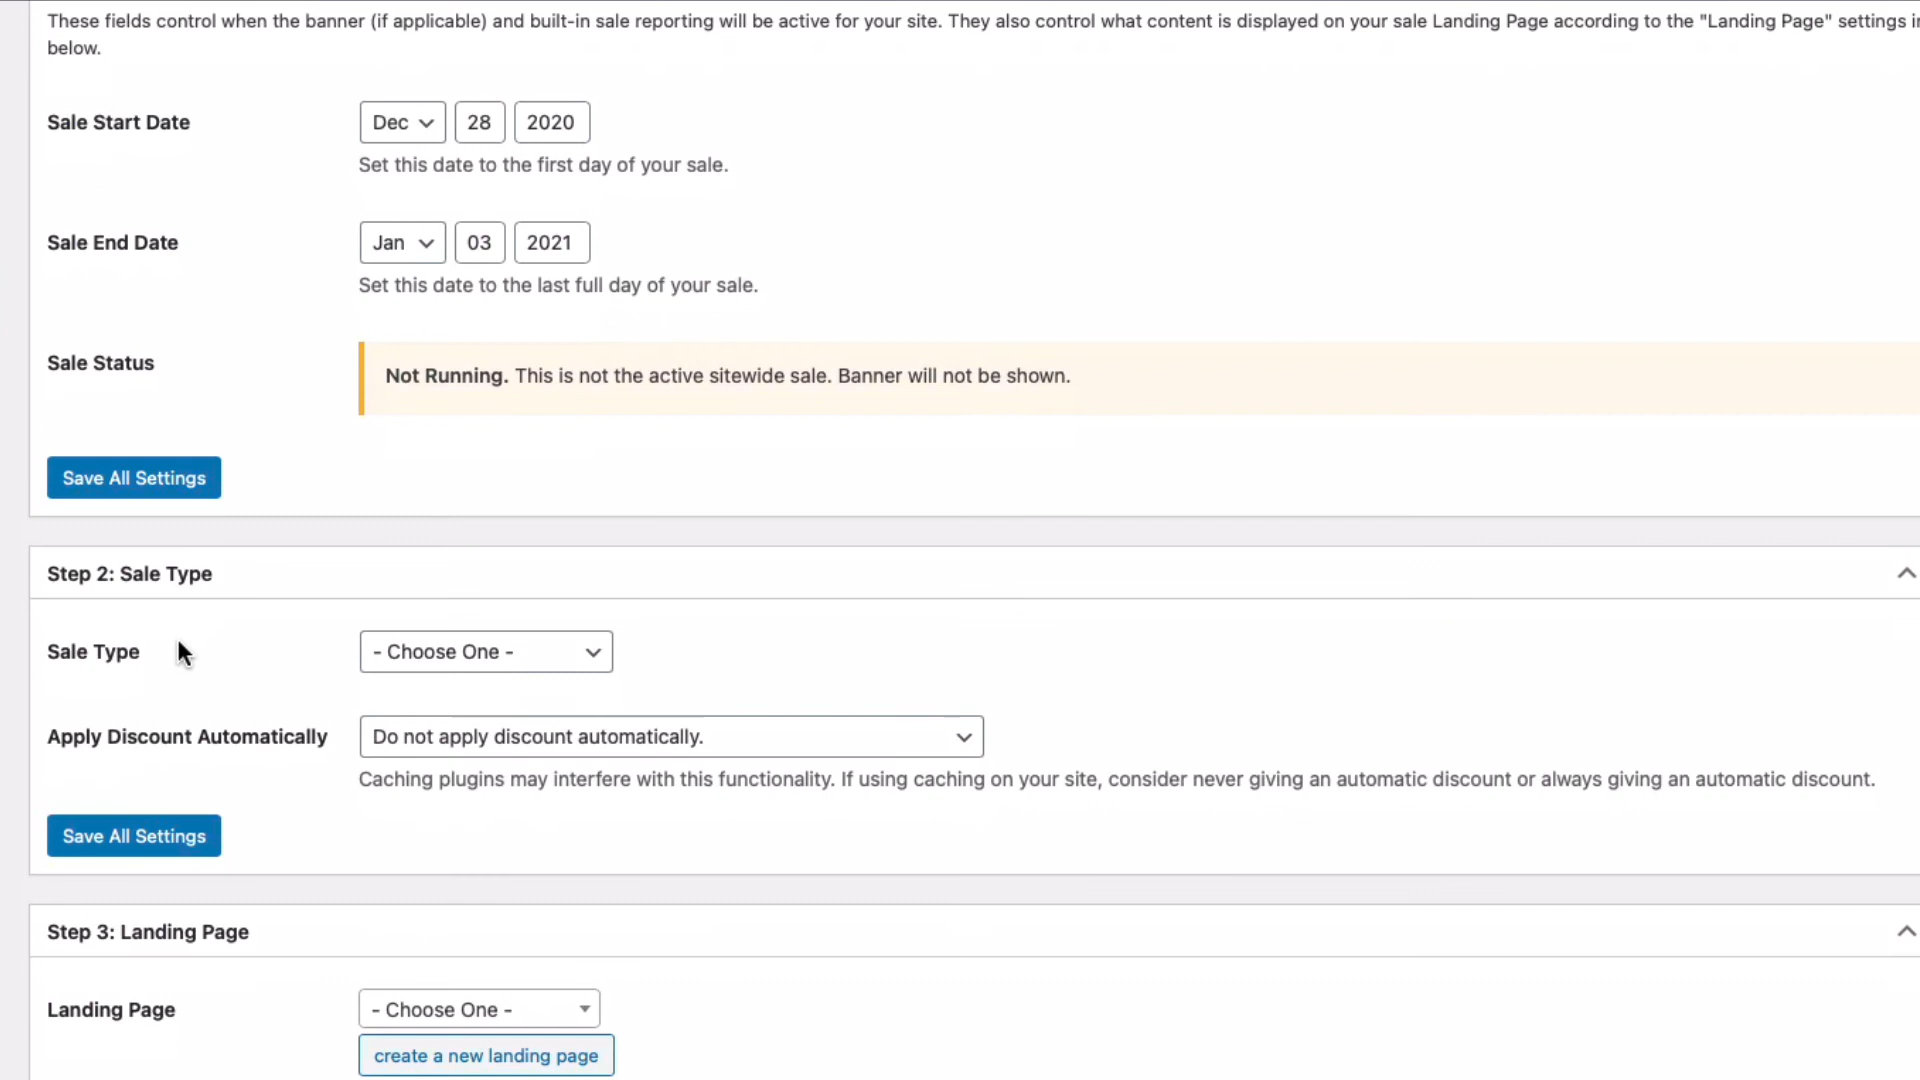 These fields control when the banner (if applicable) and built-in sale reporting will be active for your site. They also control what content is displayed on your sale Landing Page according to the "Landing Page" settings
below.
Sale Start Date
Dec 28 2020
Set this date to the first day of your sale.
Sale End Date
Jan 03 2021
Set this date to the last full day of your sale.
Sale Status
Not Running. This is not the active sitewide sale. Banner will not be shown.
Save All Settings
Step 2: Sale Type
Sale Type
- Choose One -
Apply Discount Automatically
Do not apply discount automatically.
Caching plugins may interfere with this functionality. If using caching on your site, consider never giving an automatic discount or always giving an automatic discount.
Save All Settings
Step 3: Landing Page
Landing Page
- Choose One -
create a new landing page